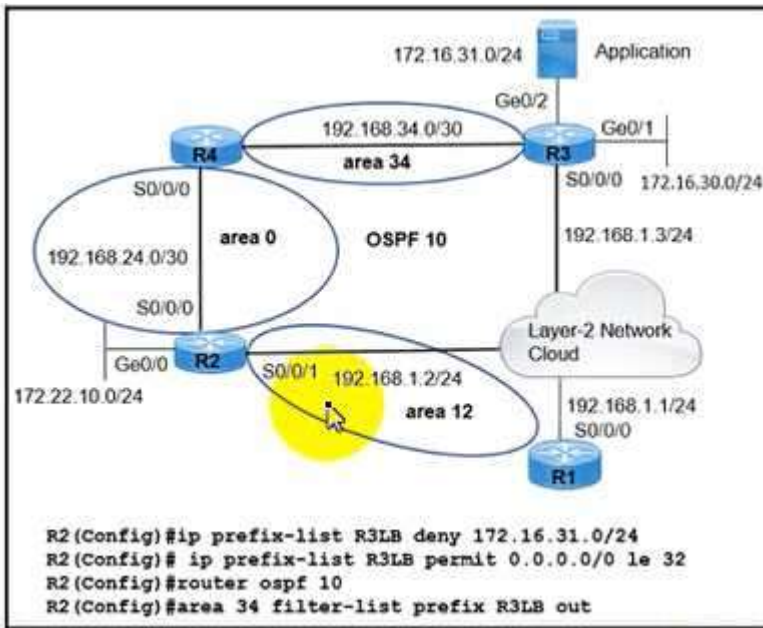 172.16.31.0/24
Application
Ge0/2
192.168.34.0/30
Ge0/1
R4
R3
area 34
S0/0/0
S0/0/0
172.16.30.0/24
area 0
OSPF 10
192.168.1.3/24
192.168.24.0/30
S0/0/0
Layer-2 Network
Cloud
Ge0/0
R2
S0/0/1
192.168.1.2/24
172.22.10.0/24
area 12
192.168.1.1/24
S0/0/0
R1
R2(Config)#ip prefix-list R3LB deny 172.16.31.0/24
R2(Config)# ip prefix-list R3LB permit 0.0.0.0/0 le 32
R2(Config)#router ospf 10
R2(Config)#area 34 filter-list prefix R3LB out